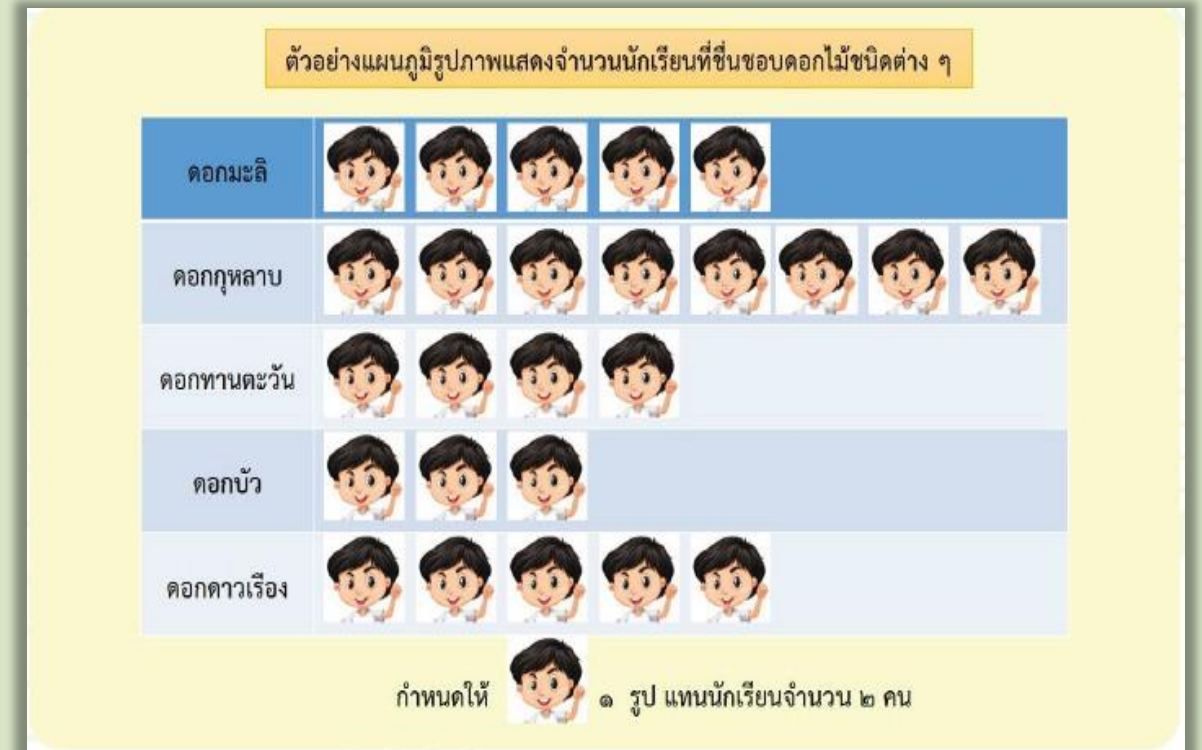 ตัวอย่างแผนภูมิรูปภาพแสดงจำนวนนักเรียนที่ชื่นชอบดอกไม้ชนิดต่าง ๆ
ดอกมะลิ
ดอกกุหลาบ
ดอกทานตะวัน
ดอกบัว
ดอกดาวเรือง
กำหนดให้ ๑ รูป แทนนักเรียนจำนวน ๒ คน